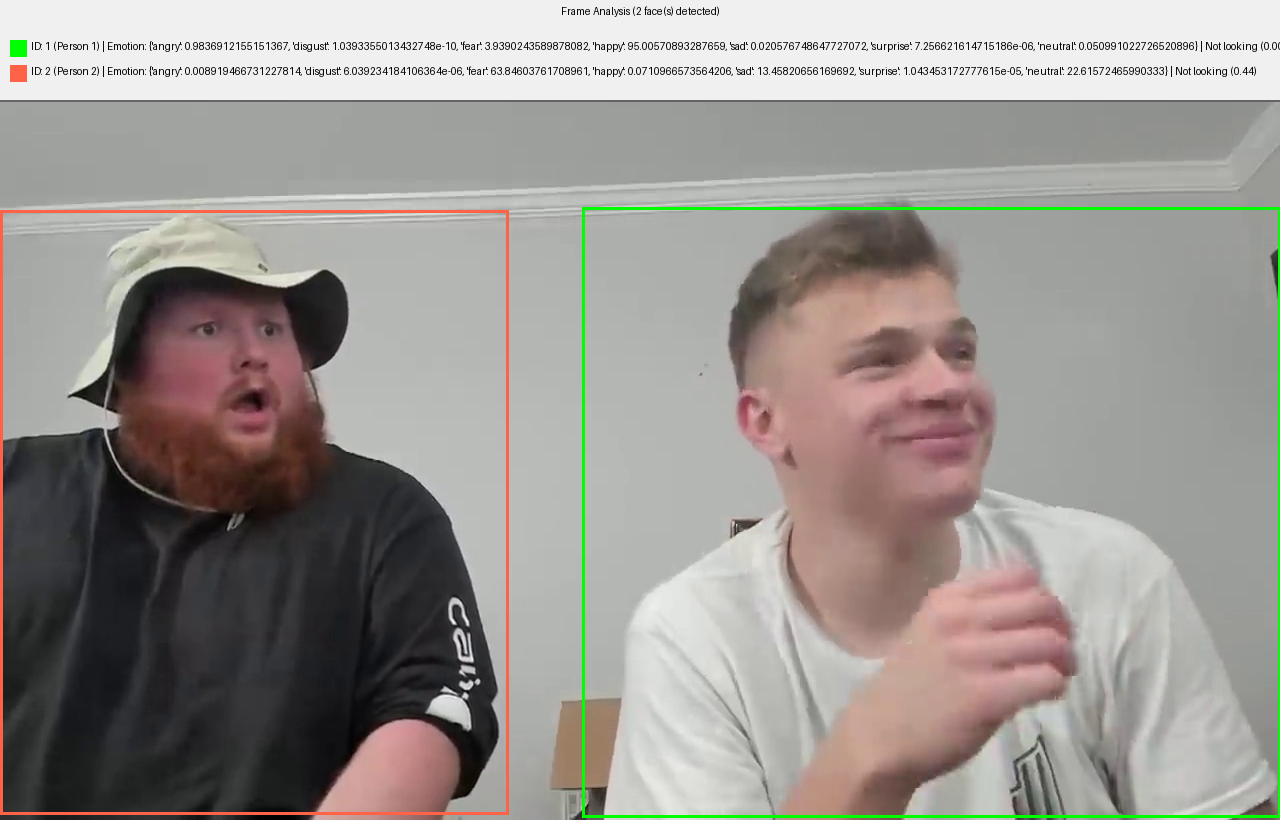 Frame Analysis (2 face(s) detected)
ID: 1 (Person 1) | Emotion: {'angry': 0.9836912155151367, 'disgust': 1.0393355013432748e-10, 'fear': 3.9390243589878082, 'happy': 95.00570893287659, 'sad': 0.020576748647727072, 'surprise': 7.256621614715186e-06, 'neutral': 0.050991022726520896} | Not looking (0.00
ID: 2 (Person 2) | Emotion: {'angry': 0.008919466731227814, 'disgust': 6.039234184106364e-06, 'fear': 63.84603761708961, 'happy': 0.0710966573564206, 'sad': 13.45820656169692, 'surprise': 1.043453172777615e-05, 'neutral': 22.61572465990333} | Not looking (0.44)